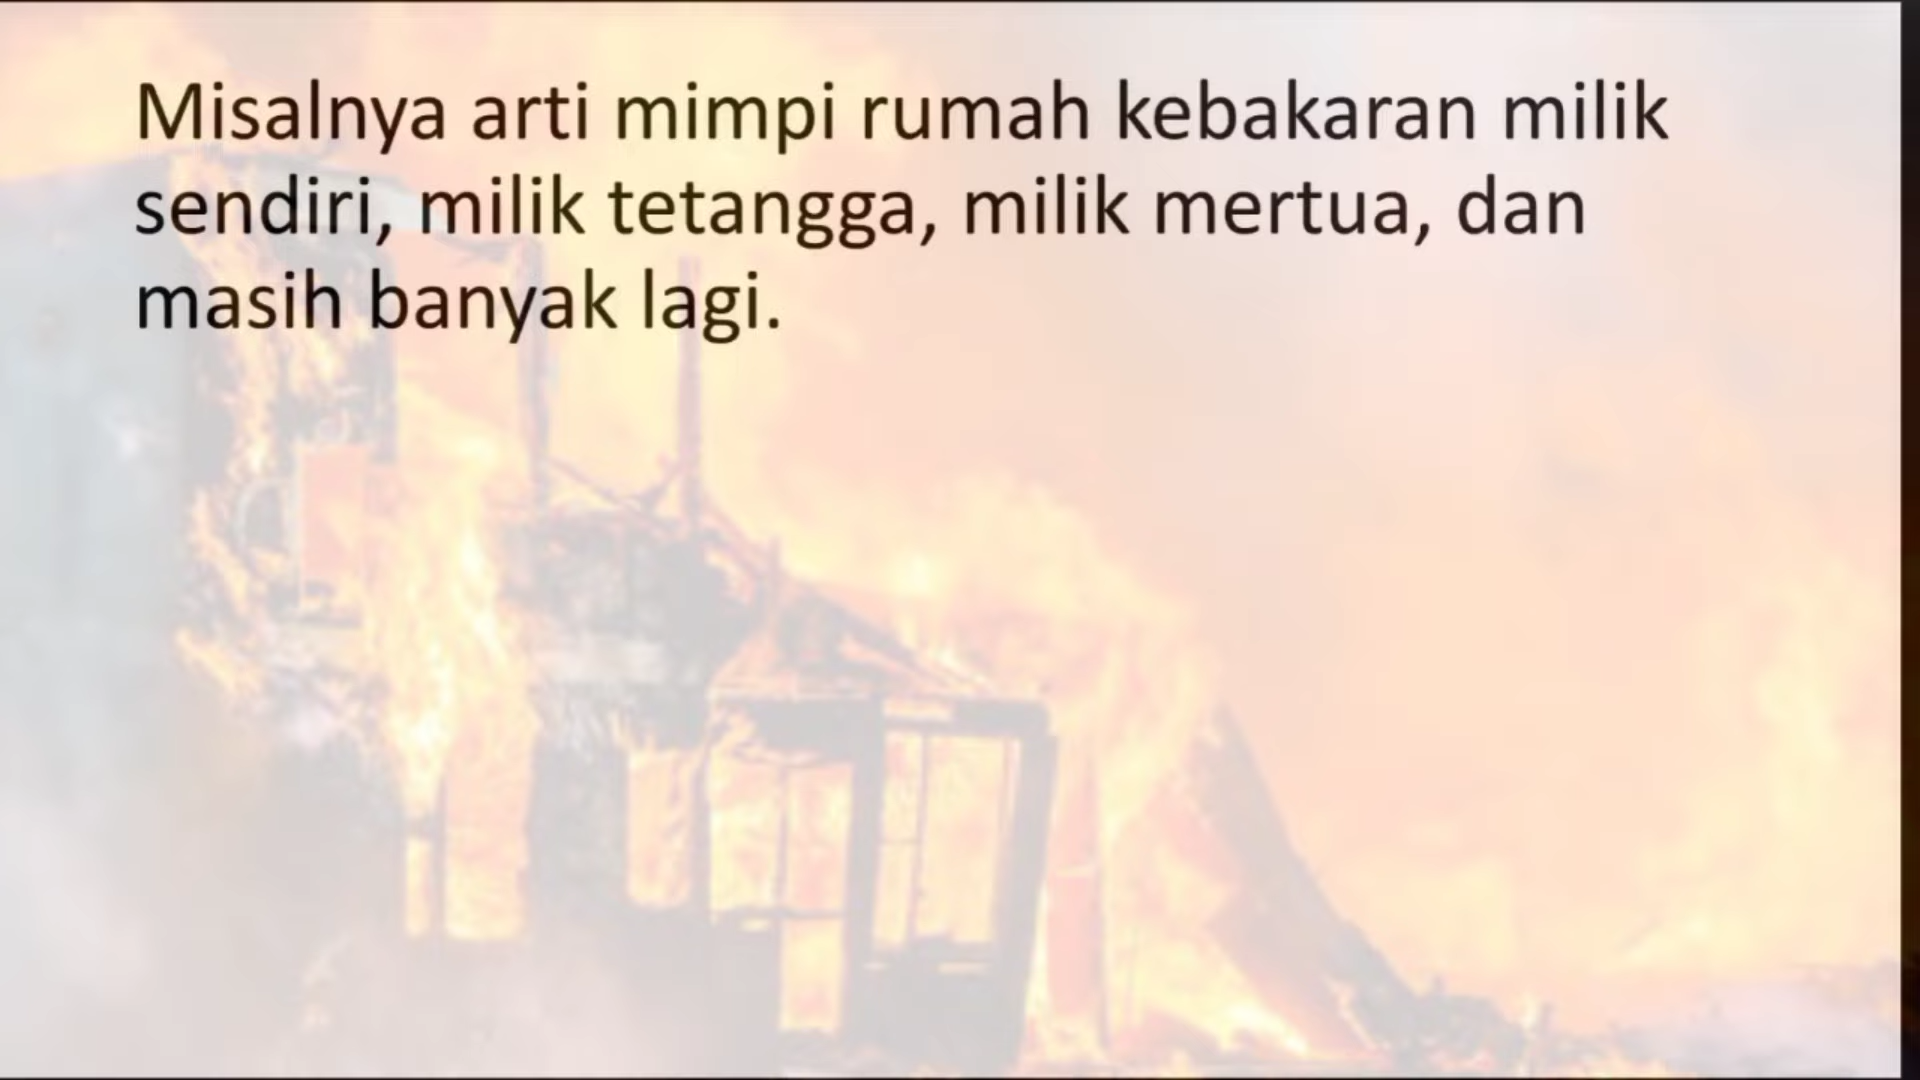 Misalnya arti mimpi rumah kebakaran milik
sendiri, milik tetangga, milik mertua, dan
masih banyak lagi.